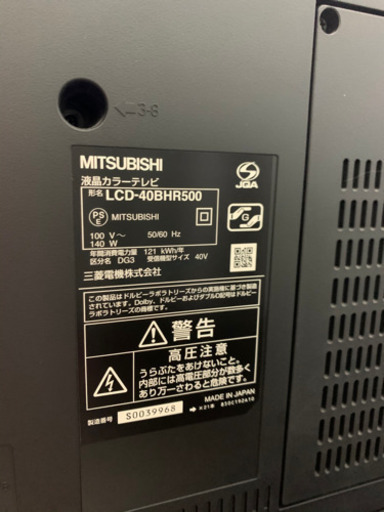 3-8
MITSUBISHI
液晶カラーテレビ
形名 LCD-40BHR500
JQA
PS E MITSUBISHI
G
100 V～ 50/60 Hz
140 W
年間消費電力量 121 kWh/年
区分名 DG3 受信機型サイズ 40V
三菱電機株式会社
この製品はドルビーラボラトリーズからの実施権に基づき製造
されています。Dolby、ドルビーおよびダブルD記号はドルビー
ラボラトリーズの商標です。
警告
高圧注意
うらぶたをあけないこと。
内部には高電圧部分が数多く
あり万一さわると危険です。
MADE IN JAPAN
製造番号 S0039968